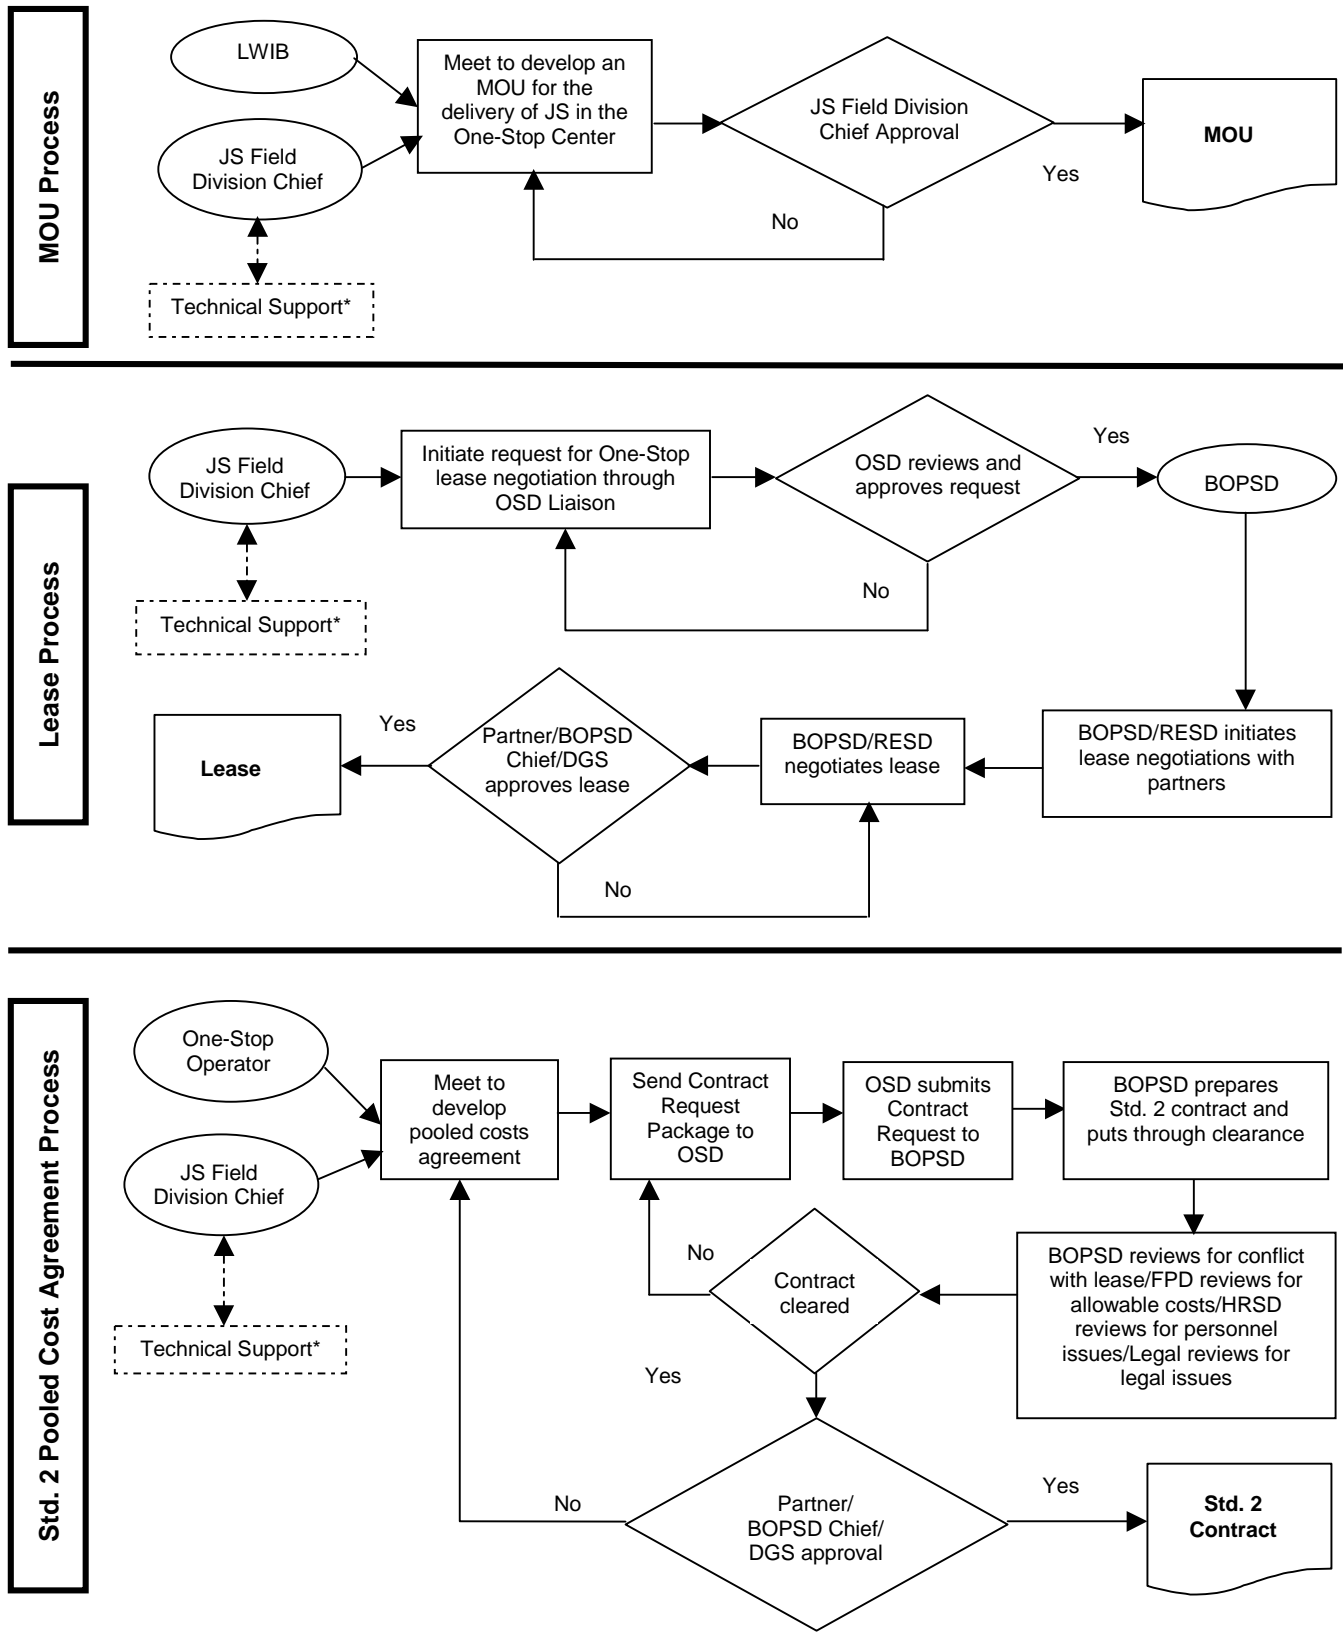 MOU Process
LWIB
JS Field
Division Chief
Technical Support*
Meet to develop an
MOU for the
delivery of JS in the
One-Stop Center
JS Field Division
Chief Approval
Yes
No
MOU
Lease Process
JS Field
Division Chief
Technical Support*
Initiate request for One-Stop
lease negotiation through
OSD Liaison
OSD reviews and
approves request
Yes
No
BOPSD
BOPSD/RESD initiates
lease negotiations with
partners
BOPSD/RESD
negotiates lease
Partner/BOPSD
Chief/DGS
approves lease
Yes
No
Lease
Std. 2 Pooled Cost Agreement Process
One-Stop
Operator
JS Field
Division Chief
Technical Support*
Meet to
develop
pooled costs
agreement
Send Contract
Request
Package to
OSD
OSD submits
Contract
Request to
BOPSD
BOPSD prepares
Std. 2 contract and
puts through clearance
BOPSD reviews for conflict
with lease/FPD reviews for
allowable costs/HRSD
reviews for personnel
issues/Legal reviews for
legal issues
Contract
cleared
No
Yes
Partner/
BOPSD Chief/
DGS approval
No
Yes
Std. 2
Contract